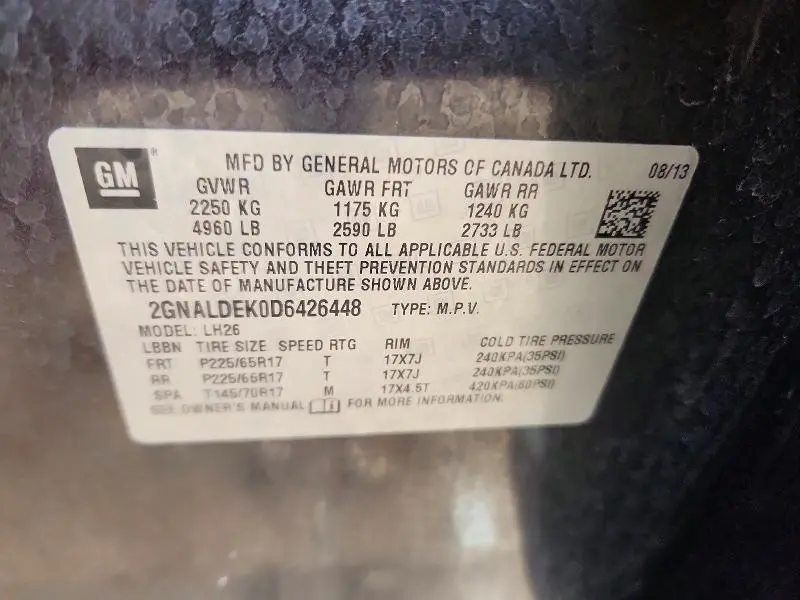 GM ®
MFD BY GENERAL MOTORS OF CANADA LTD. 08/13
GVWR GAWR FRT GAWR RR
2250 KG 1175 KG 1240 KG
4960 LB 2590 LB 2733 LB
THIS VEHICLE CONFORMS TO ALL APPLICABLE U.S. FEDERAL MOTOR
VEHICLE SAFETY AND THEFT PREVENTION STANDARDS IN EFFECT ON
THE DATE OF MANUFACTURE SHOWN ABOVE.
2GNALDEK0D6426448 TYPE: M.P.V.
MODEL: LH26
LBBN TIRE SIZE SPEED RTG RIM COLD TIRE PRESSURE
FRT P225/65R17 T 17X7J 240KPA(35PSI)
RR P225/65R17 T 17X7J 240KPA(35PSI)
SPA T145/70R17 M 17X4.5T 420KPA(60PSI)
SEE OWNER'S MANUAL FOR MORE INFORMATION.